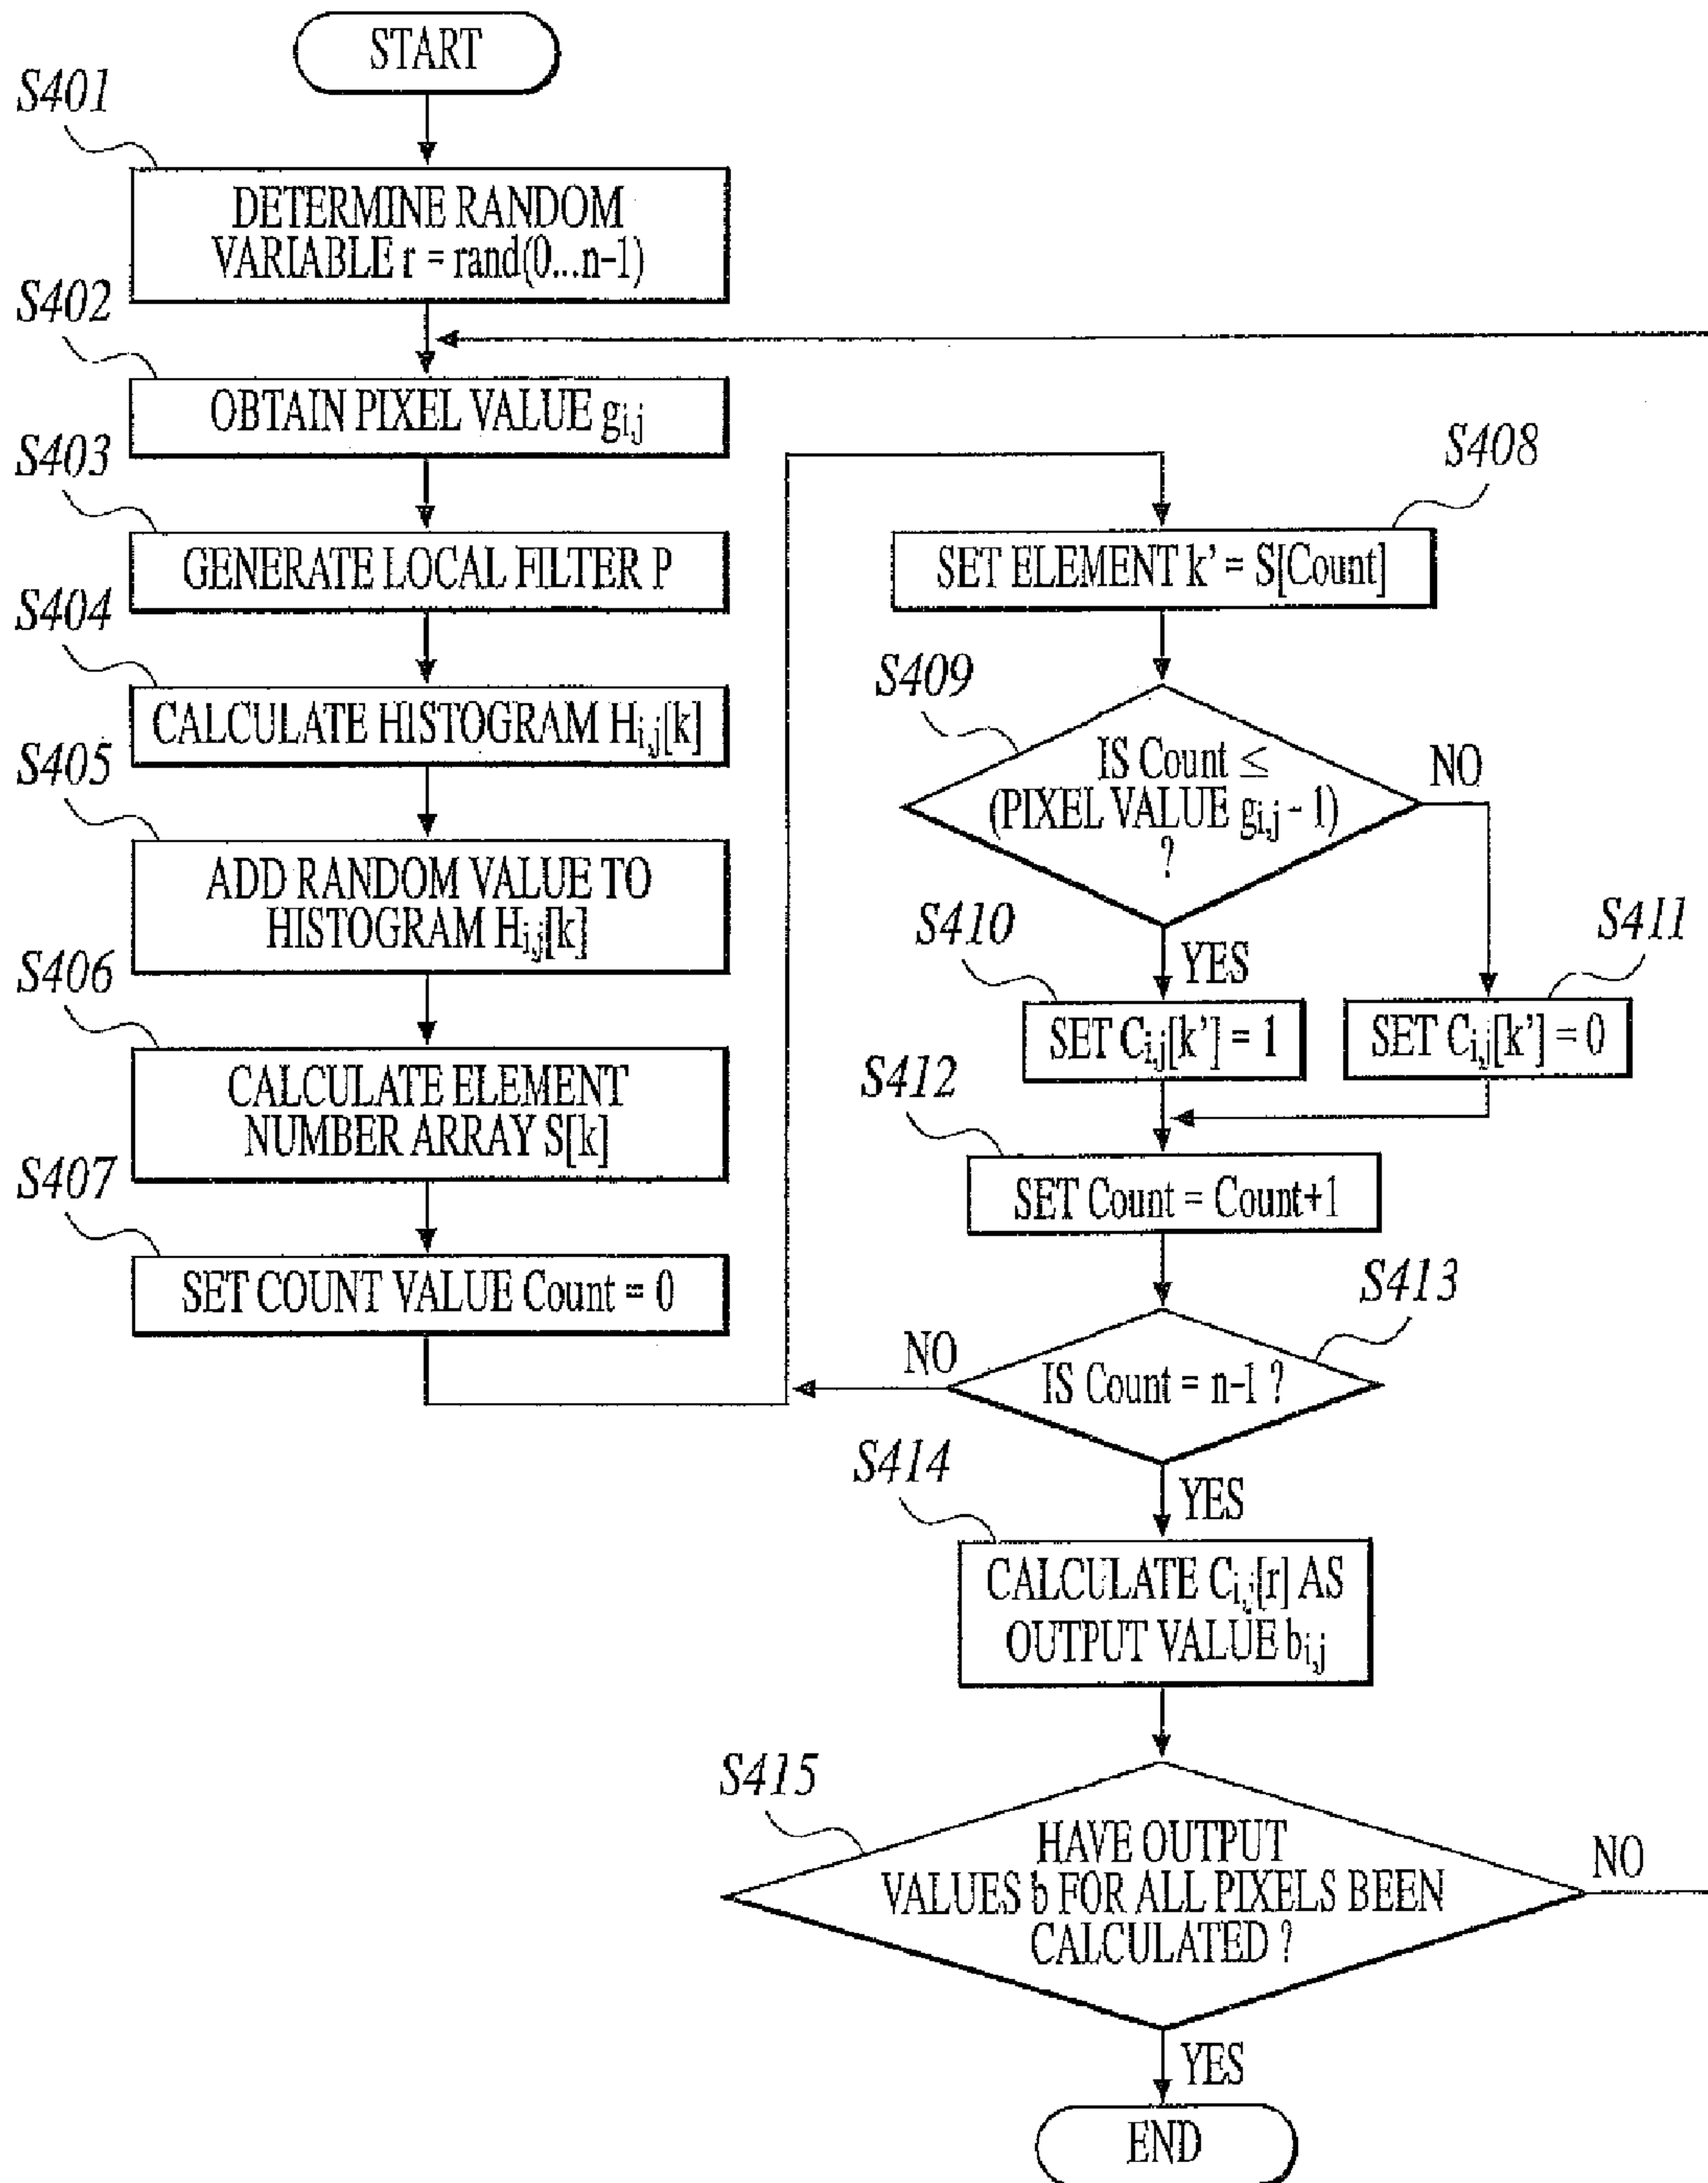 START
S401
DETERMINE RANDOM
VARIABLE r = rand(0...n-1)
S402
OBTAIN PIXEL VALUE gi,j
S403
GENERATE LOCAL FILTER P
S404
CALCULATE HISTOGRAM Hi,j[k]
S405
ADD RANDOM VALUE TO
HISTOGRAM Hi,j[k]
S406
CALCULATE ELEMENT
NUMBER ARRAY S[k]
S407
SET COUNT VALUE Count = 0
S408
SET ELEMENT k' = S[Count]
S409
IS Count ≤
(PIXEL VALUE gi,j - 1)
?
NO
YES
S410
SET Ci,j[k'] = 1
S411
SET Ci,j[k'] = 0
S412
SET Count = Count+1
S413
IS Count = n-1 ?
NO
YES
S414
CALCULATE Ci,j[r] AS
OUTPUT VALUE bi,j
S415
HAVE OUTPUT
VALUES b FOR ALL PIXELS BEEN
CALCULATED ?
NO
YES
END